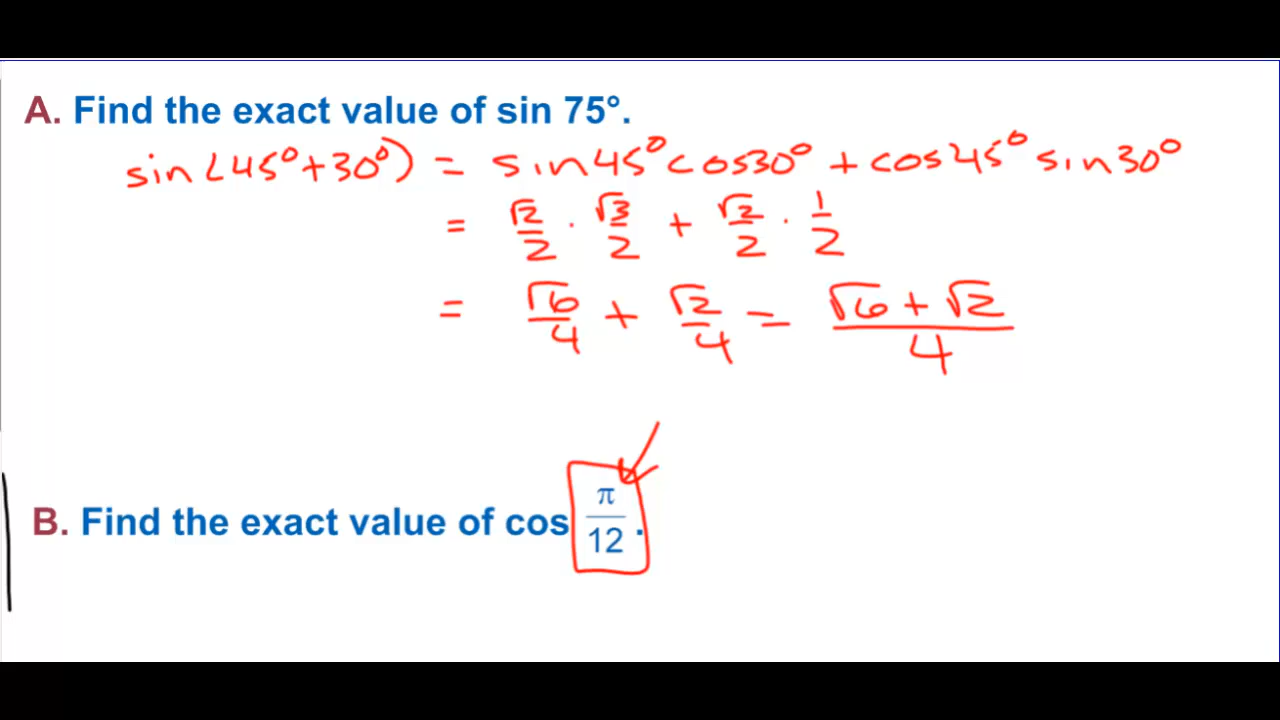 A. Find the exact value of sin 75°.
sin(45°+30°) = sin45°cos30° + cos45°sin30°
= √2/2 · √3/2 + √2/2 · 1/2
= √6/4 + √2/4 = √6+√2/4
B. Find the exact value of cos π/12.